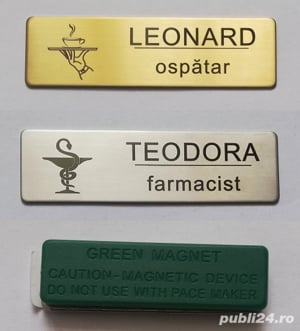 LEONARD
ospătar
TEODORA
farmacist
GREEN MAGNET
CAUTION-MAGNETIC DEVICE
DO NOT USE WITH PACE MAKER
publi24.ro